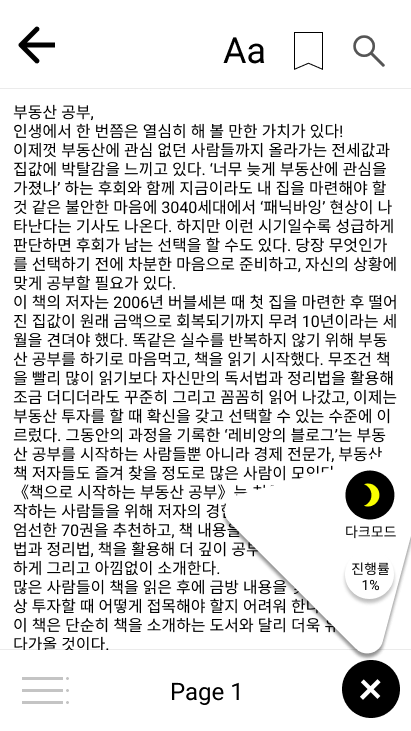 Aa
부동산 공부,
인생에서 한 번쯤은 열심히 해 볼 만한 가치가 있다!
이제껏 부동산에 관심 없던 사람들까지 올라가는 전세값과
집값에 박탈감을 느끼고 있다. ‘너무 늦게 부동산에 관심을
가졌나’ 하는 후회와 함께 지금이라도 내 집을 마련해야 할
것 같은 불안한 마음에 3040세대에서 ‘패닉바잉’ 현상이 나
타난다는 기사도 나온다. 하지만 이런 시기일수록 성급하게
판단하면 후회가 남는 선택을 할 수도 있다. 당장 무엇인가
를 선택하기 전에 차분한 마음으로 준비하고, 자신의 상황에
맞게 공부할 필요가 있다.
이 책의 저자는 2006년 버블세븐 때 첫 집을 마련한 후 떨어
진 집값이 원래 금액으로 회복되기까지 무려 10년이라는 세
월을 견뎌야 했다. 똑같은 실수를 반복하지 않기 위해 부동
산 공부를 하기로 마음먹고, 책을 읽기 시작했다. 무조건 책
을 빨리 많이 읽기보다 자신만의 독서법과 정리법을 활용해
조금 더디더라도 꾸준히 그리고 꼼꼼히 읽어 나갔고, 이제는
부동산 투자를 할 때 확신을 갖고 선택할 수 있는 수준에 이
르렀다. 그동안의 과정을 기록한 ‘레비앙의 블로그’는 부동
산 공부를 시작하는 사람들뿐 아니라 경제 전문가, 부동산
책 저자들도 즐겨 찾을 정도로 많은 사람이
《책으로 시작하는 부동산 공부》는
작하는 사람들을 위해 저자의
엄선한 70권을 추천하고, 책 내용을
법과 정리법, 책을 활용해 더 깊이
하게 그리고 아낌없이 소개한다.
많은 사람들이 책을 읽은 후에 금방 내용을
상 투자할 때 어떻게 접목해야 할지 어려워
이 책은 단순히 책을 소개하는 도서와 달리 더욱
다가올 것이다.
다크모드
진행률
1%
Page 1